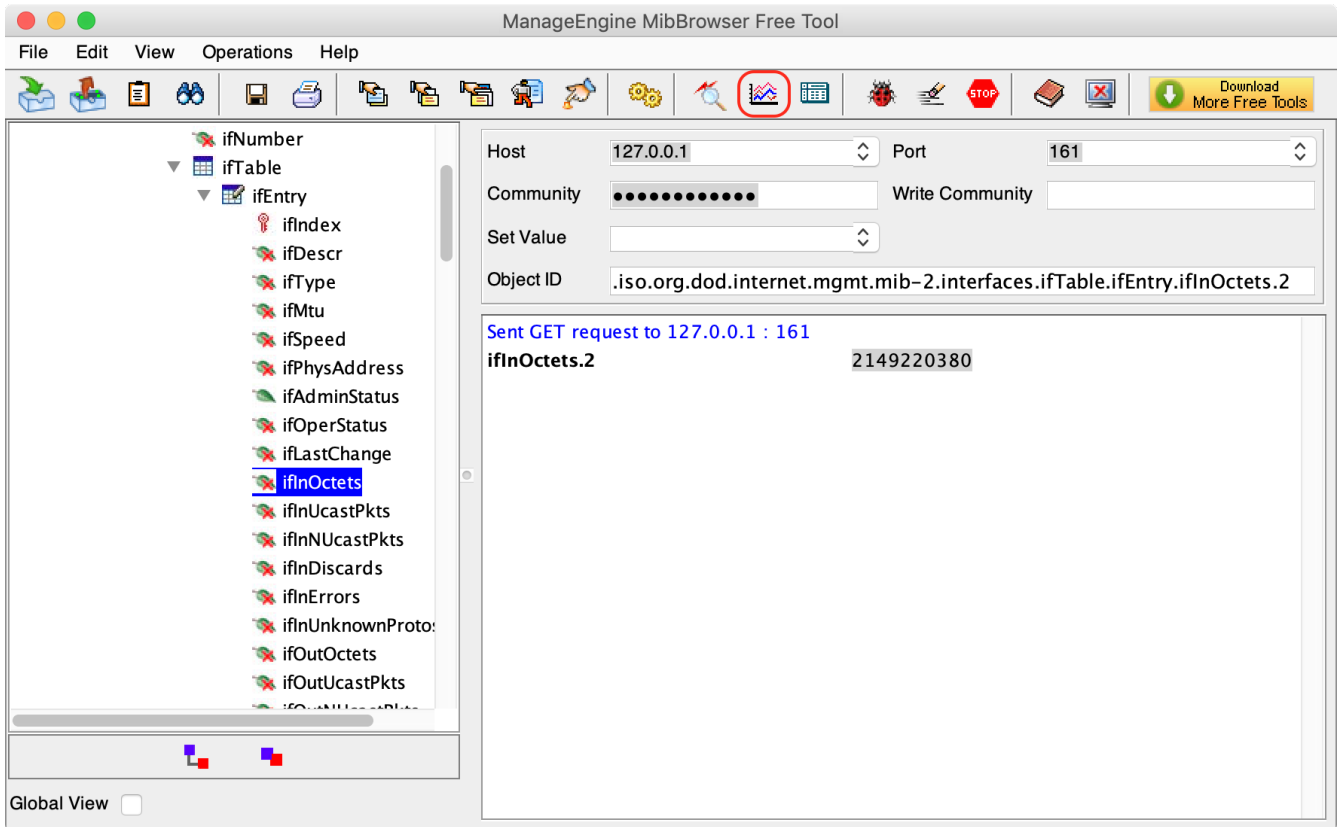 ManageEngine MibBrowser Free Tool
File Edit View Operations Help
STOP
Download
More Free Tools
ifNumber
ifTable
ifEntry
ifIndex
ifDescr
ifType
ifMtu
ifSpeed
ifPhysAddress
ifAdminStatus
ifOperStatus
ifLastChange
ifInOctets
ifInUcastPkts
ifInNUcastPkts
ifInDiscards
ifInErrors
ifInUnknownProtos
ifOutOctets
ifOutUcastPkts
Global View
Host 127.0.0.1 Port 161
Community ●●●●●●●●●●●● Write Community
Set Value
Object ID .iso.org.dod.internet.mgmt.mib-2.interfaces.ifTable.ifEntry.ifInOctets.2
Sent GET request to 127.0.0.1 : 161
ifInOctets.2 2149220380